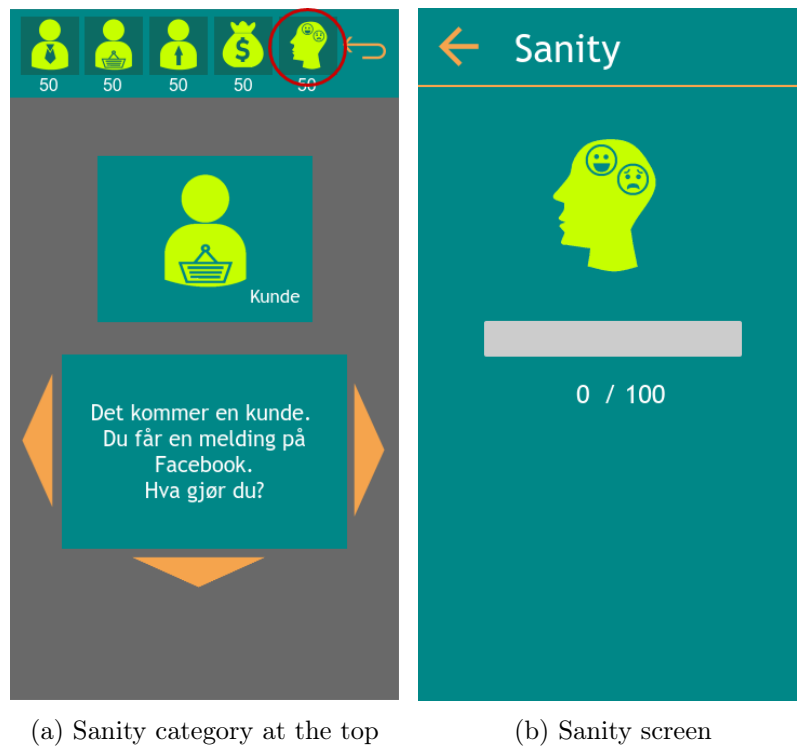 50 50 50 50 50
Kunde
Det kommer en kunde.
Du får en melding på
Facebook.
Hva gjør du?
(a) Sanity category at the top
Sanity
0 / 100
(b) Sanity screen